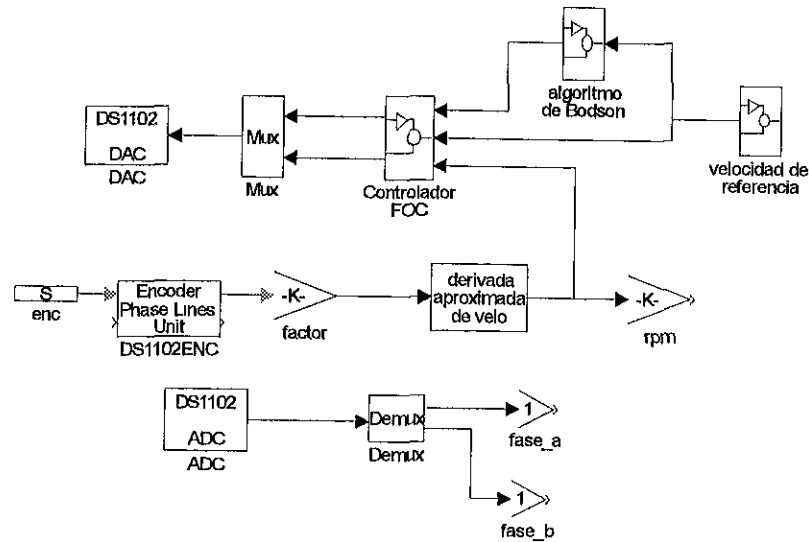 algoritmo
de Bodson
velocidad de
referencia
DS1102
DAC
DAC
Mux
Mux
Controlador
FOC
S
enc
Encoder
Phase Lines
Unit
DS1102ENC
-K-
factor
derivada
aproximada
de velo
-K-
rpm
DS1102
ADC
ADC
Demux
Demux
1
fase_a
1
fase_b